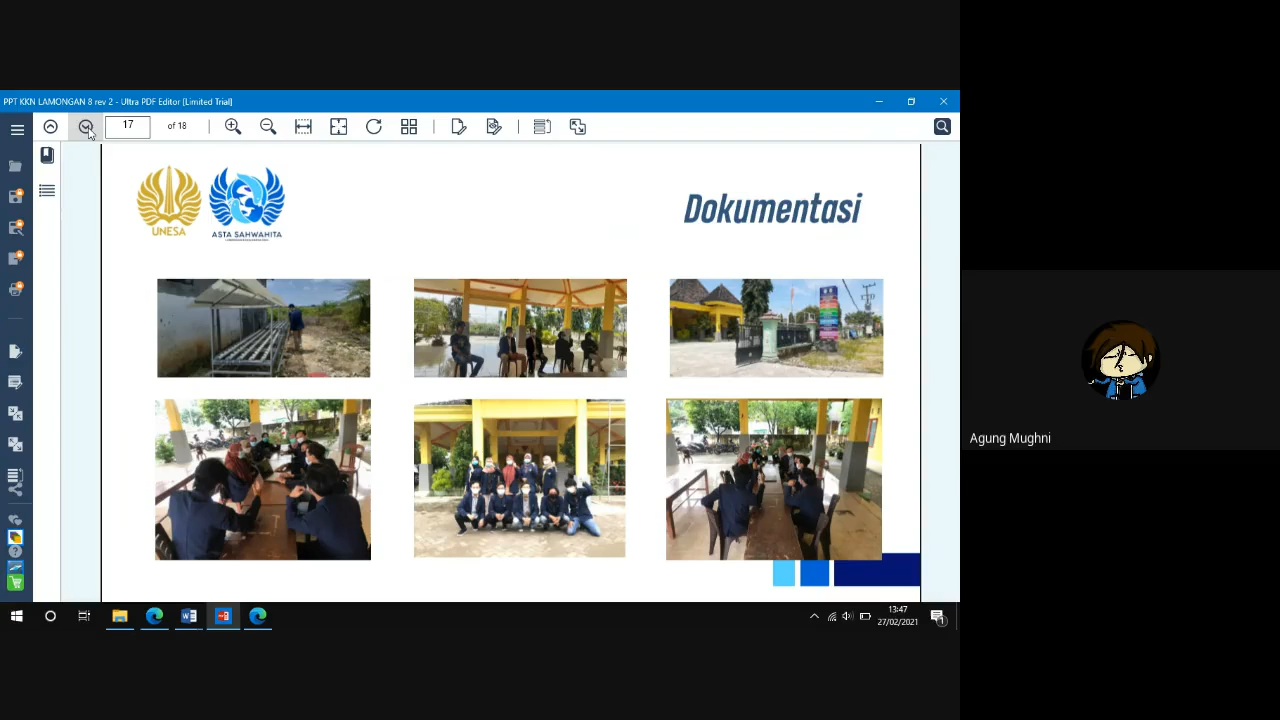 PPT KKN LAMONGAN 8 rev 2 - Ultra PDF Editor [Limited Trial]
17
of 18
UNESA
ASTA SAHWAHITA
Dokumentasi
Agung Mughni
13:47
27/02/2021
1